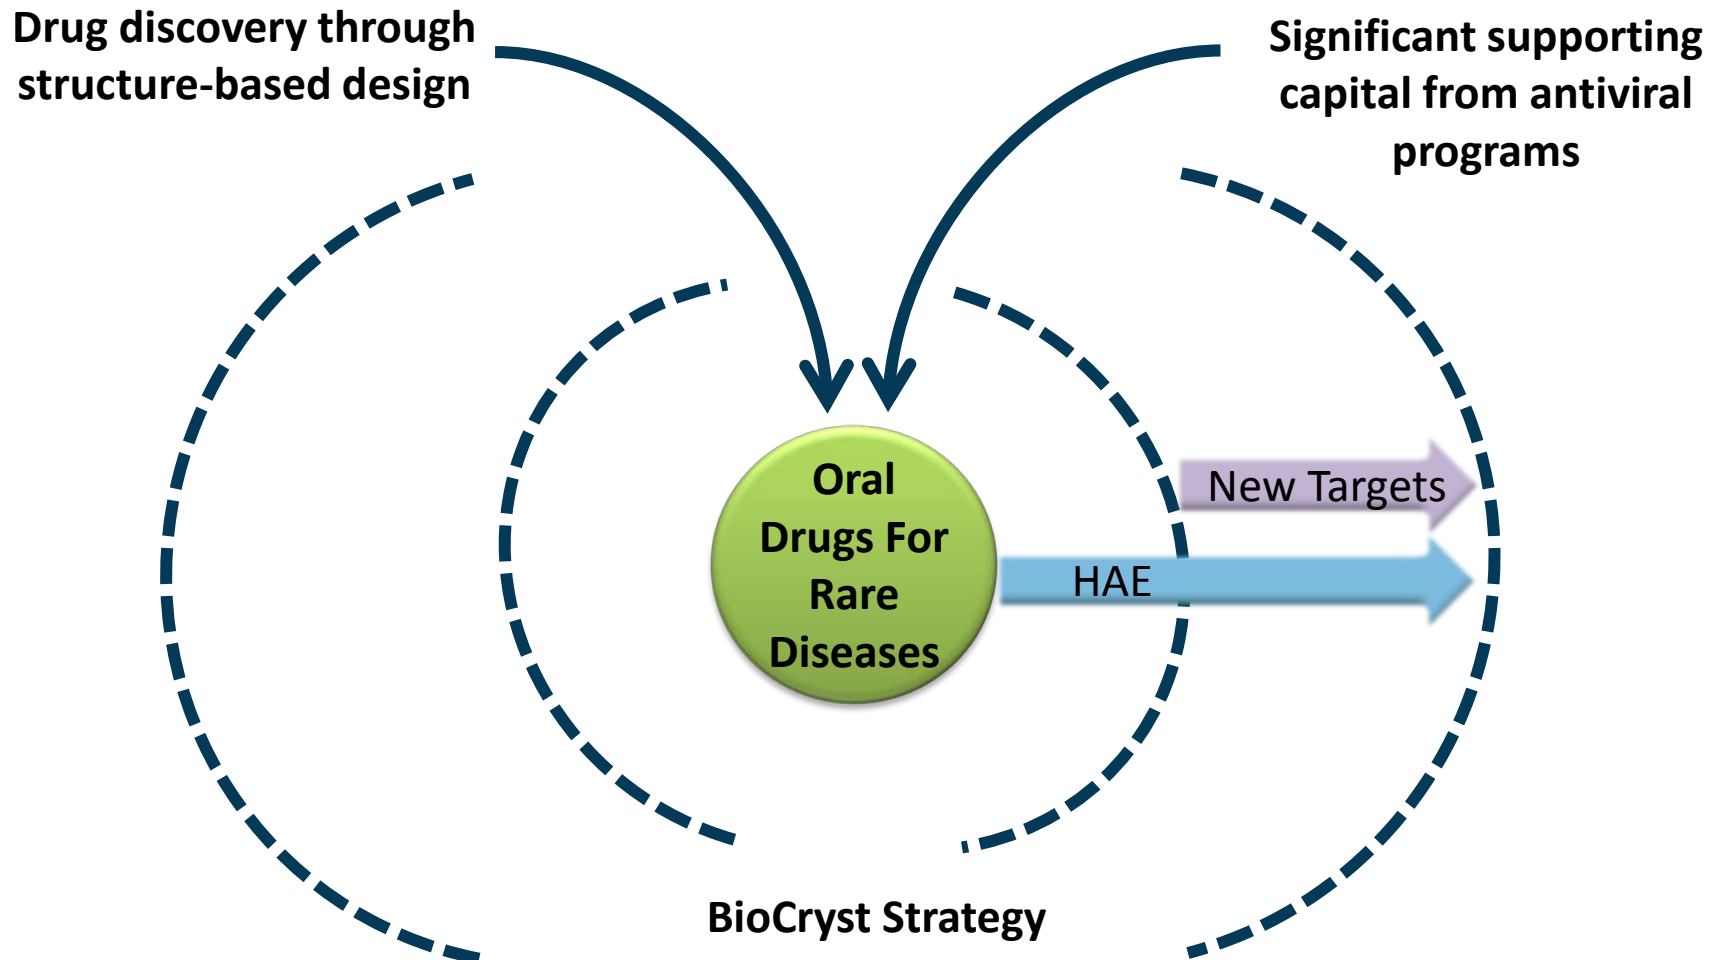 Drug discovery through
structure-based design
Significant supporting
capital from antiviral
programs
Oral
Drugs For
Rare
Diseases
New Targets
HAE
BioCryst Strategy